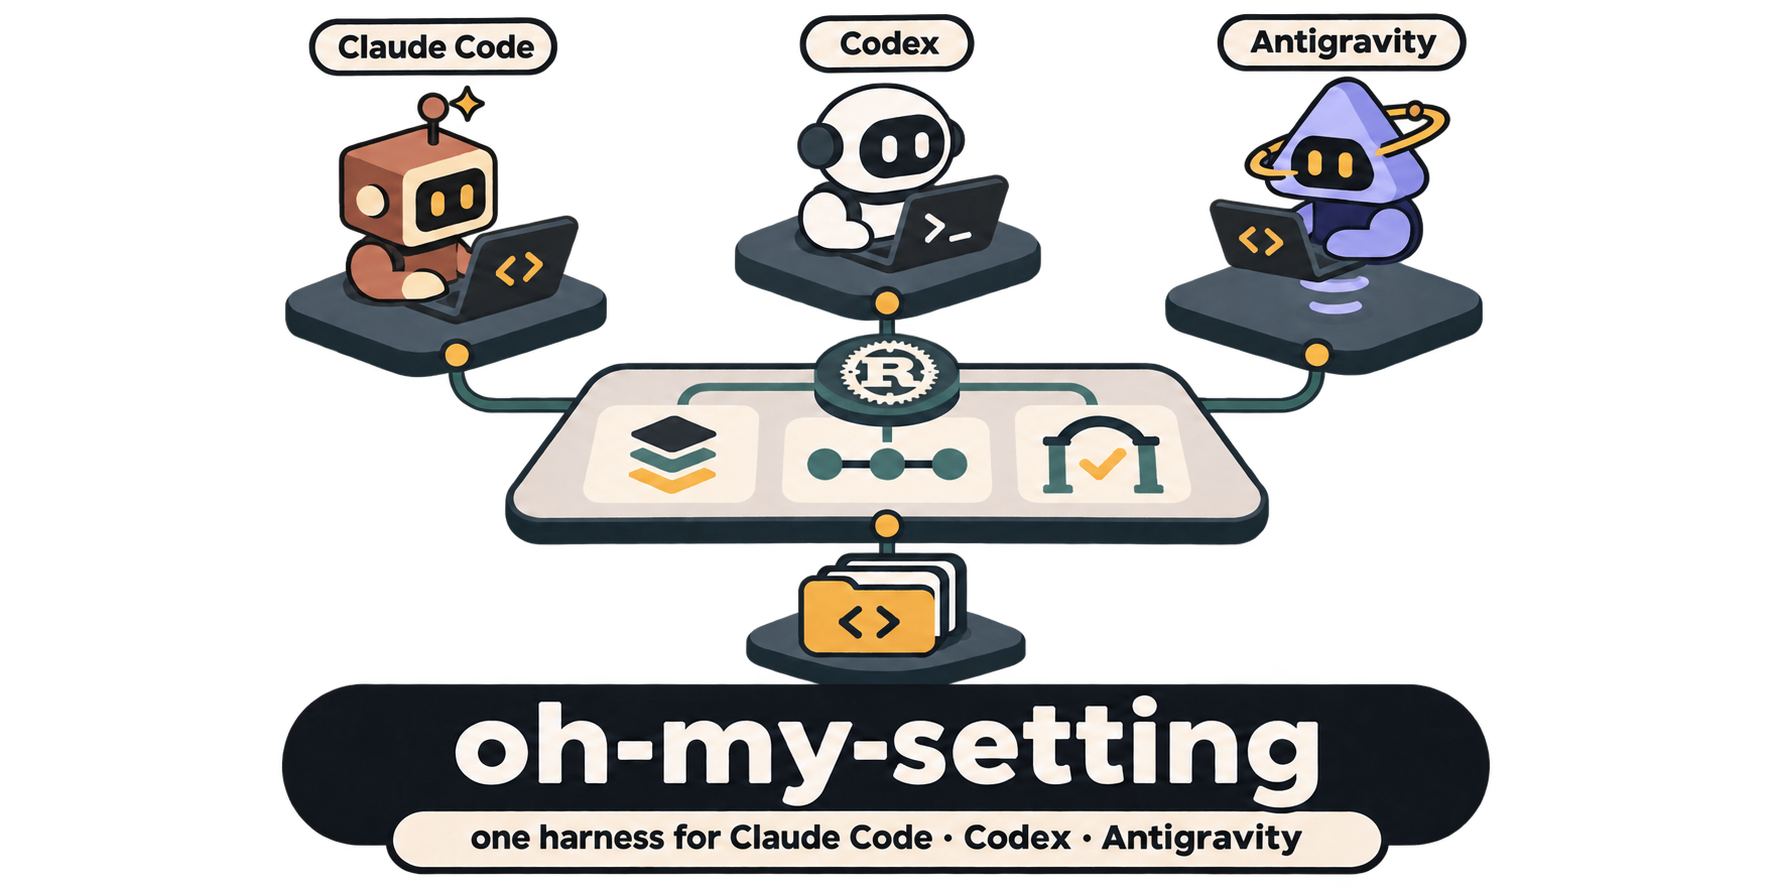 Claude Code
Codex
Antigravity
<>
>_
<>
R
<>
oh-my-setting
one harness for Claude Code · Codex · Antigravity